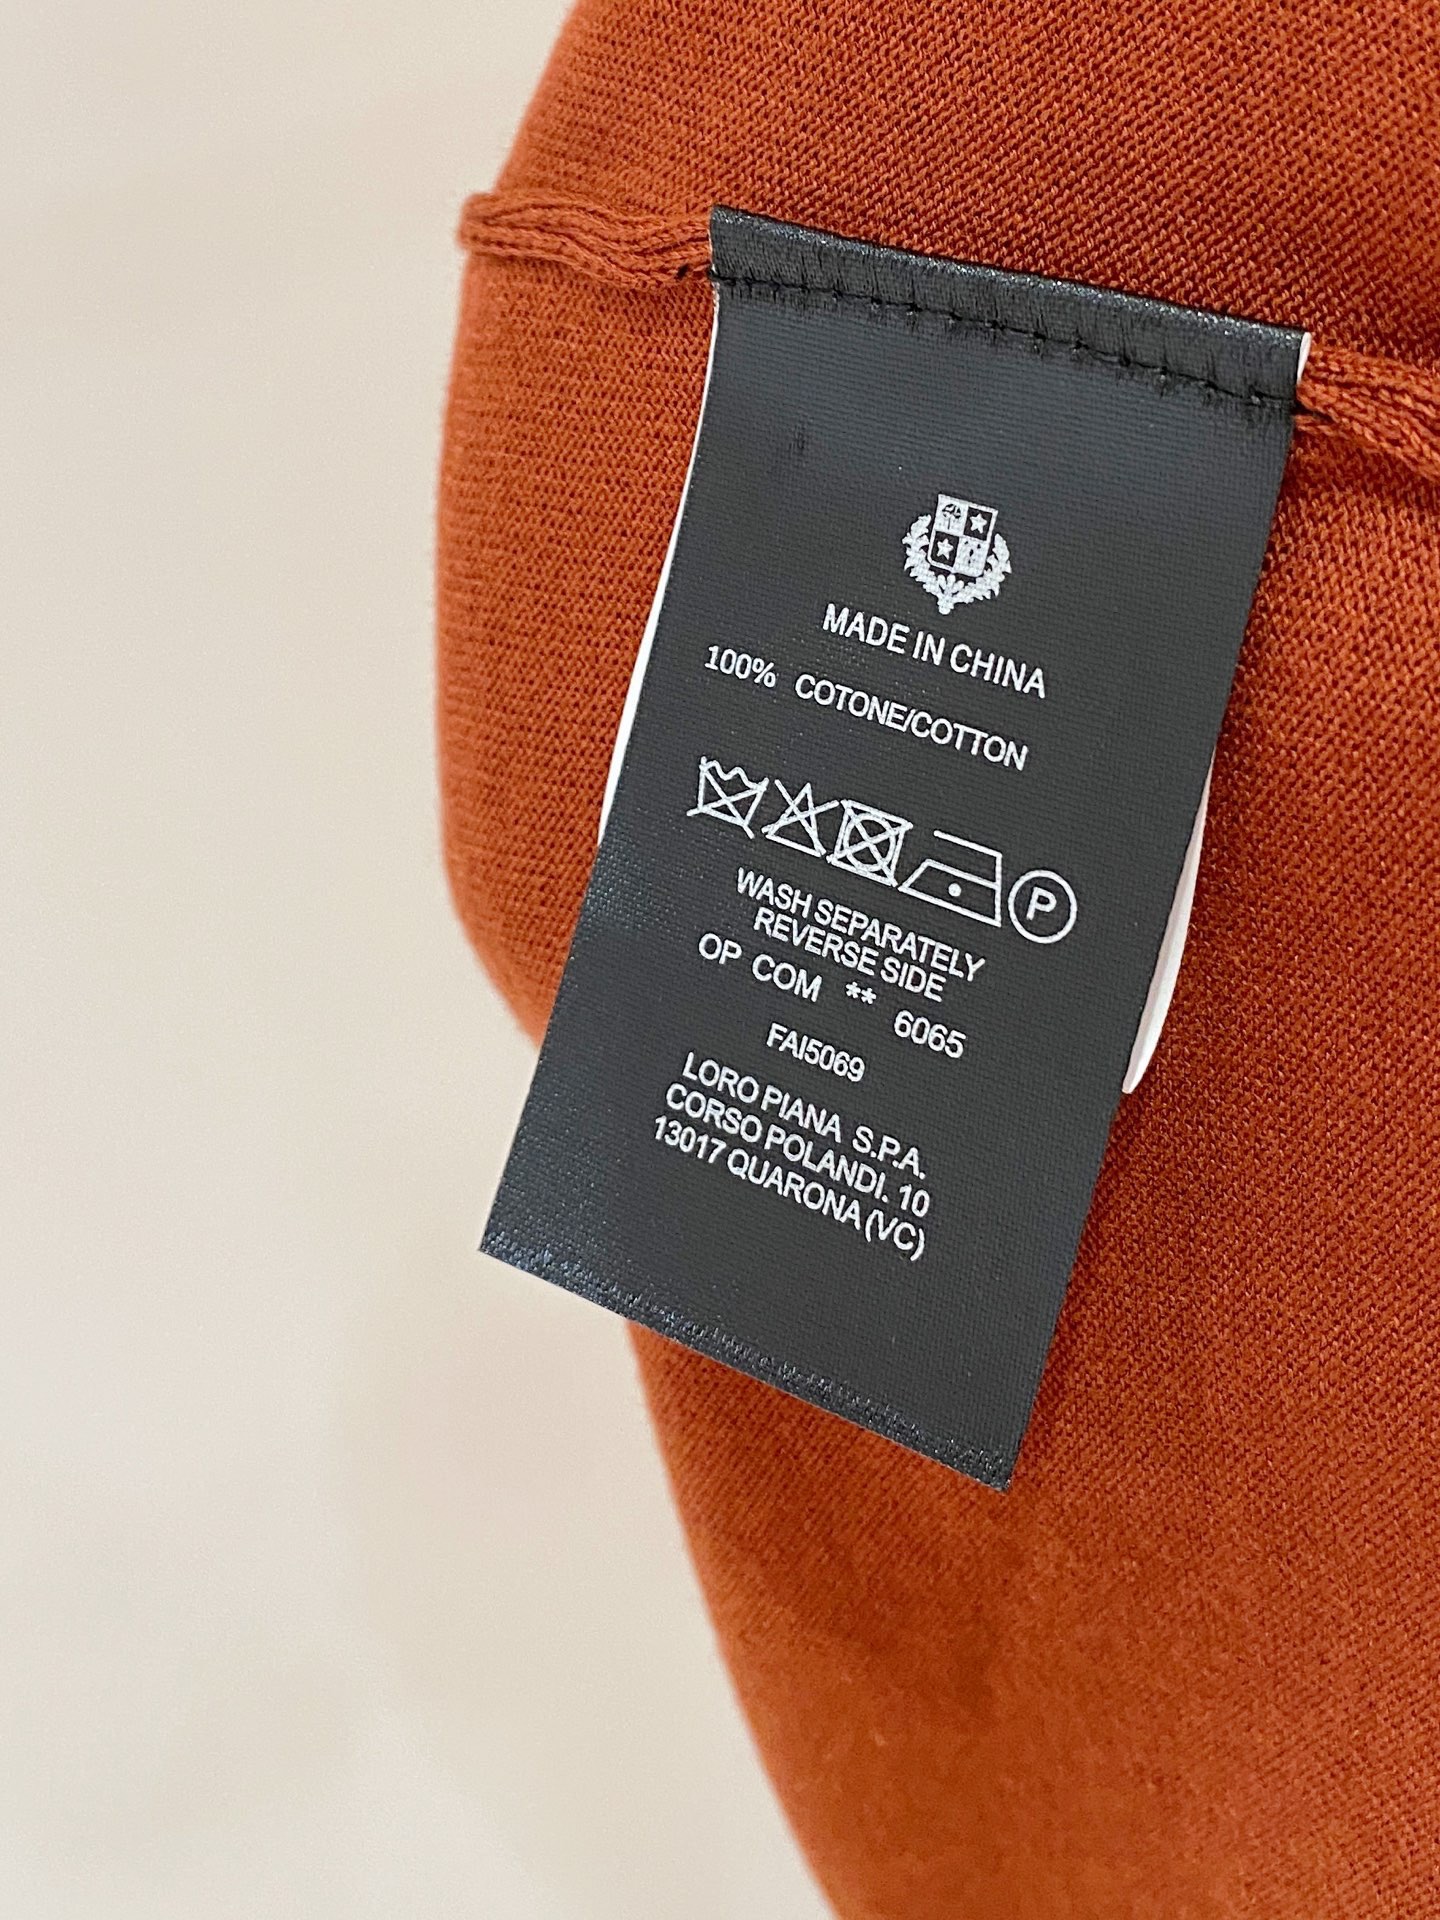 MADE IN CHINA
100% COTONE/COTTON
P
WASH SEPARATELY
REVERSE SIDE
OP COM ** 6065
FAI5069
LORO PIANA S.P.A.
CORSO POLANDI. 10
13017 QUARONA (VC)